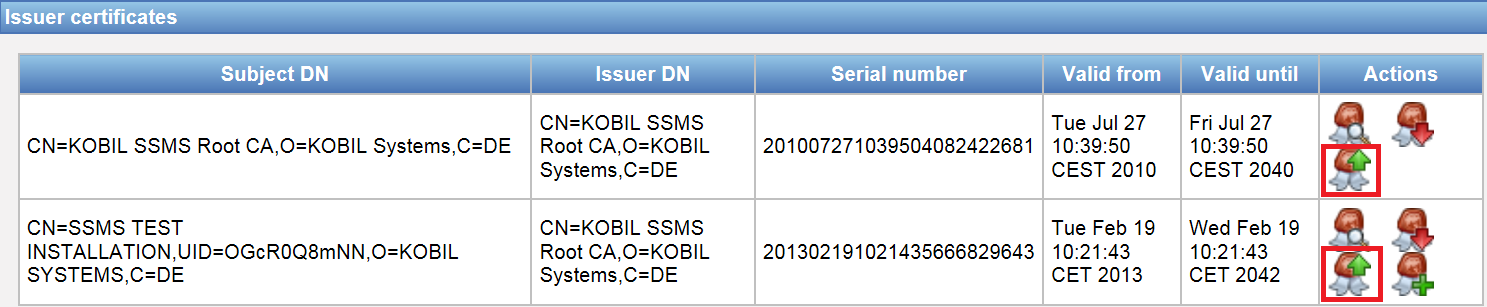 Issuer certificates
Subject DN Issuer DN Serial number Valid from Valid until Actions
CN=KOBIL SSMS Root CA,O=KOBIL Systems,C=DE
CN=KOBIL SSMS
Root CA,O=KOBIL
Systems,C=DE
201007271039504082422681
Tue Jul 27
10:39:50
CEST 2010
Fri Jul 27
10:39:50
CEST 2040
CN=SSMS TEST
INSTALLATION,UID=OGcR0Q8mNN,O=KOBIL
SYSTEMS,C=DE
CN=KOBIL SSMS
Root CA,O=KOBIL
Systems,C=DE
201302191021435666829643
Tue Feb 19
10:21:43
CET 2013
Wed Feb 19
10:21:43
CET 2042